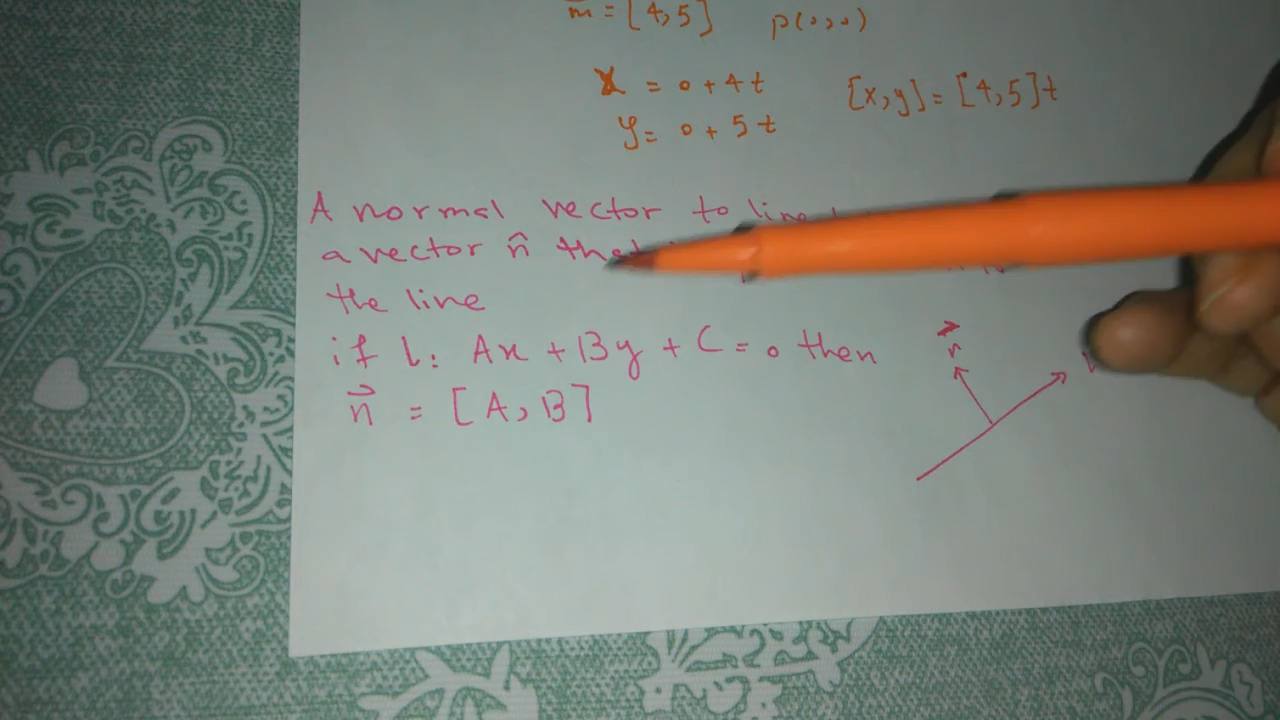 m = [4,5] p(0,0)
x = 0 + 4t [x,y] = [4,5]t
y = 0 + 5t
A normal vector to line
a vector n̂ that
the line
if l: Ax + By + C = 0 then
n⃗ = [A, B]
n⃗